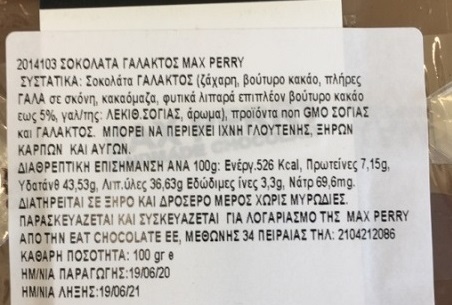 2014103 ΣΟΚΟΛΑΤΑ ΓΑΛΑΚΤΟΣ MAX PERRY
ΣΥΣΤΑΤΙΚΑ: Σοκολάτα ΓΑΛΑΚΤΟΣ (ζάχαρη, βούτυρο κακάο, πλήρες
ΓΑΛΑ σε σκόνη, κακαόμαζα, φυτικά λιπαρά επιπλέον βούτυρο κακάο
εως 5%, γαλ/της: ΛΕΚΙΘ.ΣΟΓΙΑΣ, άρωμα), προϊόντα non GMO ΣΟΓΙΑΣ
και ΓΑΛΑΚΤΟΣ. ΜΠΟΡΕΙ ΝΑ ΠΕΡΙΕΧΕΙ ΙΧΝΗ ΓΛΟΥΤΕΝΗΣ, ΞΗΡΩΝ
ΚΑΡΠΩΝ ΚΑΙ ΑΥΓΩΝ.
ΔΙΑΘΡΕΠΤΙΚΗ ΕΠΙΣΗΜΑΝΣΗ ΑΝΑ 100g: Ενέργ.526 Kcal, Πρωτείνες 7,15g,
Υδατάνθ 43,53g, Λιπ.ύλες 36,63g Εδώδιμες ίνες 3,3g, Νάτρ 69,6mg.
ΔΙΑΤΗΡΕΙΤΑΙ ΣΕ ΞΗΡΟ ΚΑΙ ΔΡΟΣΕΡΟ ΜΕΡΟΣ ΧΩΡΙΣ ΜΥΡΩΔΙΕΣ.
ΠΑΡΑΣΚΕΥΑΖΕΤΑΙ ΚΑΙ ΣΥΣΚΕΥΑΖΕΤΑΙ ΓΙΑ ΛΟΓΑΡΙΑΣΜΟ ΤΗΣ MAX PERRY
ΑΠΟ ΤΗΝ EAT CHOCOLATE ΕΕ, ΜΕΘΩΝΗΣ 34 ΠΕΙΡΑΙΑΣ ΤΗΛ: 2104212086
ΚΑΘΑΡΗ ΠΟΣΟΤΗΤΑ: 100 gr e
ΗΜ/ΝΙΑ ΠΑΡΑΓΩΓΗΣ:19/06/20
ΗΜ/ΝΙΑ ΛΗΞΗΣ:19/06/21